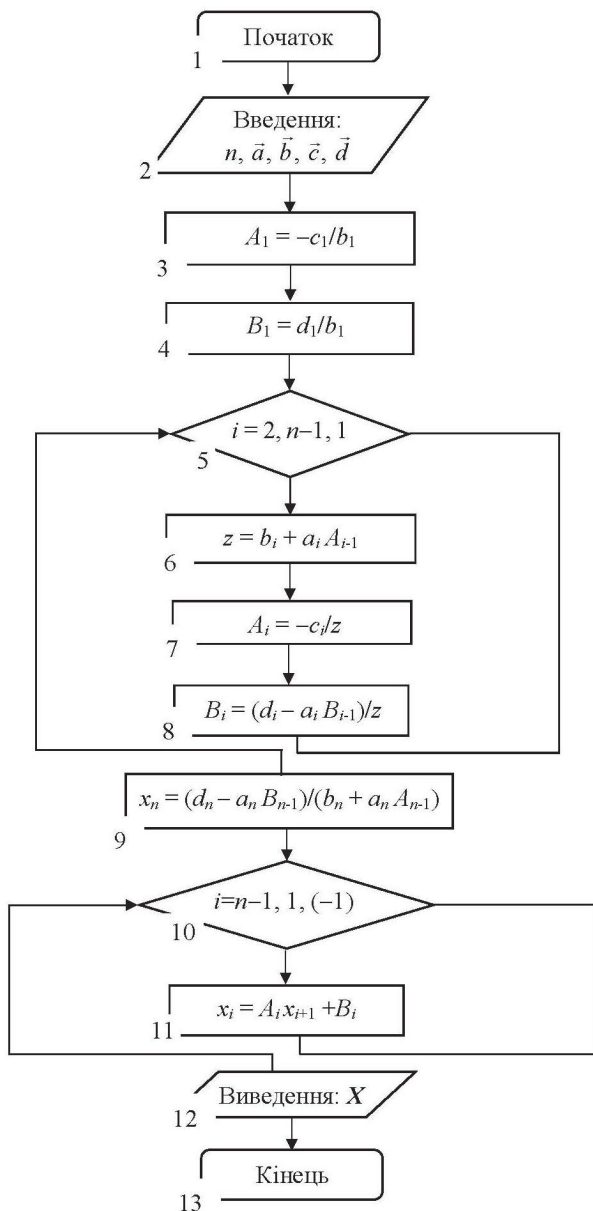 Початок
1
Введення:
n, a⃗, b⃗, c⃗, d⃗
2
A₁ = –c₁/b₁
3
B₁ = d₁/b₁
4
i = 2, n–1, 1
5
z = bᵢ + aᵢ Aᵢ₋₁
6
Aᵢ = –cᵢ/z
7
Bᵢ = (dᵢ – aᵢ Bᵢ₋₁)/z
8
xₙ = (dₙ – aₙ Bₙ₋₁)/(bₙ + aₙ Aₙ₋₁)
9
i=n–1, 1, (–1)
10
xᵢ = Aᵢ xᵢ₊₁ +Bᵢ
11
Виведення: X
12
Кінець
13